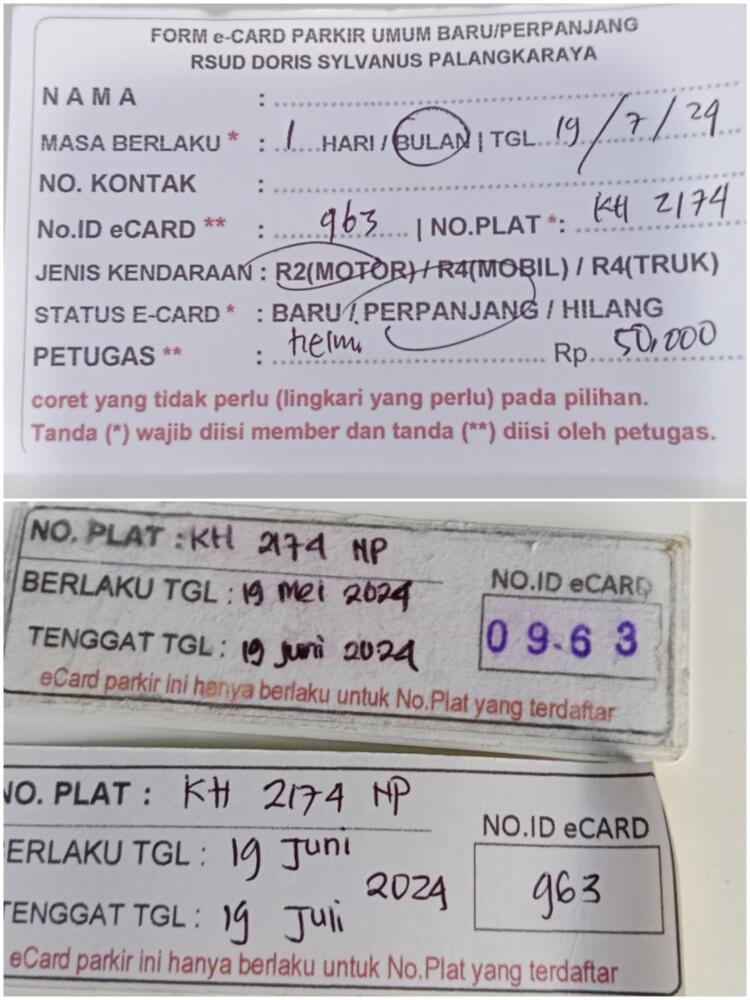 FORM e-CARD PARKIR UMUM BARU/PERPANJANG
RSUD DORIS SYLVANUS PALANGKARAYA
NAMA :
MASA BERLAKU * : 1 HARI / BULAN | TGL 19/7/24
NO. KONTAK :
No.ID eCARD ** : 963 | NO.PLAT *: KH 2174
JENIS KENDARAAN : R2(MOTOR) / R4(MOBIL) / R4(TRUK)
STATUS E-CARD * : BARU / PERPANJANG / HILANG
PETUGAS ** : helmi Rp 50,000
coret yang tidak perlu (lingkari yang perlu) pada pilihan.
Tanda (*) wajib diisi member dan tanda (**) diisi oleh petugas.
NO. PLAT : KH 2174 NP
BERLAKU TGL : 19 Mei 2024
NO.ID eCARD
0963
TENGGAT TGL : 19 Juni 2024
eCard parkir ini hanya berlaku untuk No.Plat yang terdaftar
NO. PLAT : KH 2174 NP
NO.ID eCARD
ERLAKU TGL : 19 Juni
2024
963
TENGGAT TGL : 19 Juli
eCard parkir ini hanya berlaku untuk No.Plat yang terdaftar